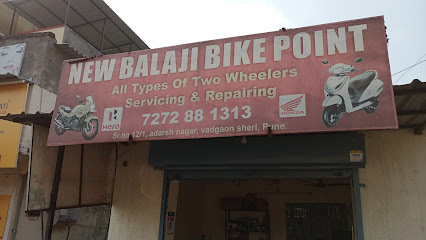 NEW BALAJI BIKE POINT
All Types Of Two Wheelers
Servicing & Repairing
7272 88 1313
Hero
HONDA
Sr.no. 12/1, adarsh nagar, vadgaon sheri, Pune.